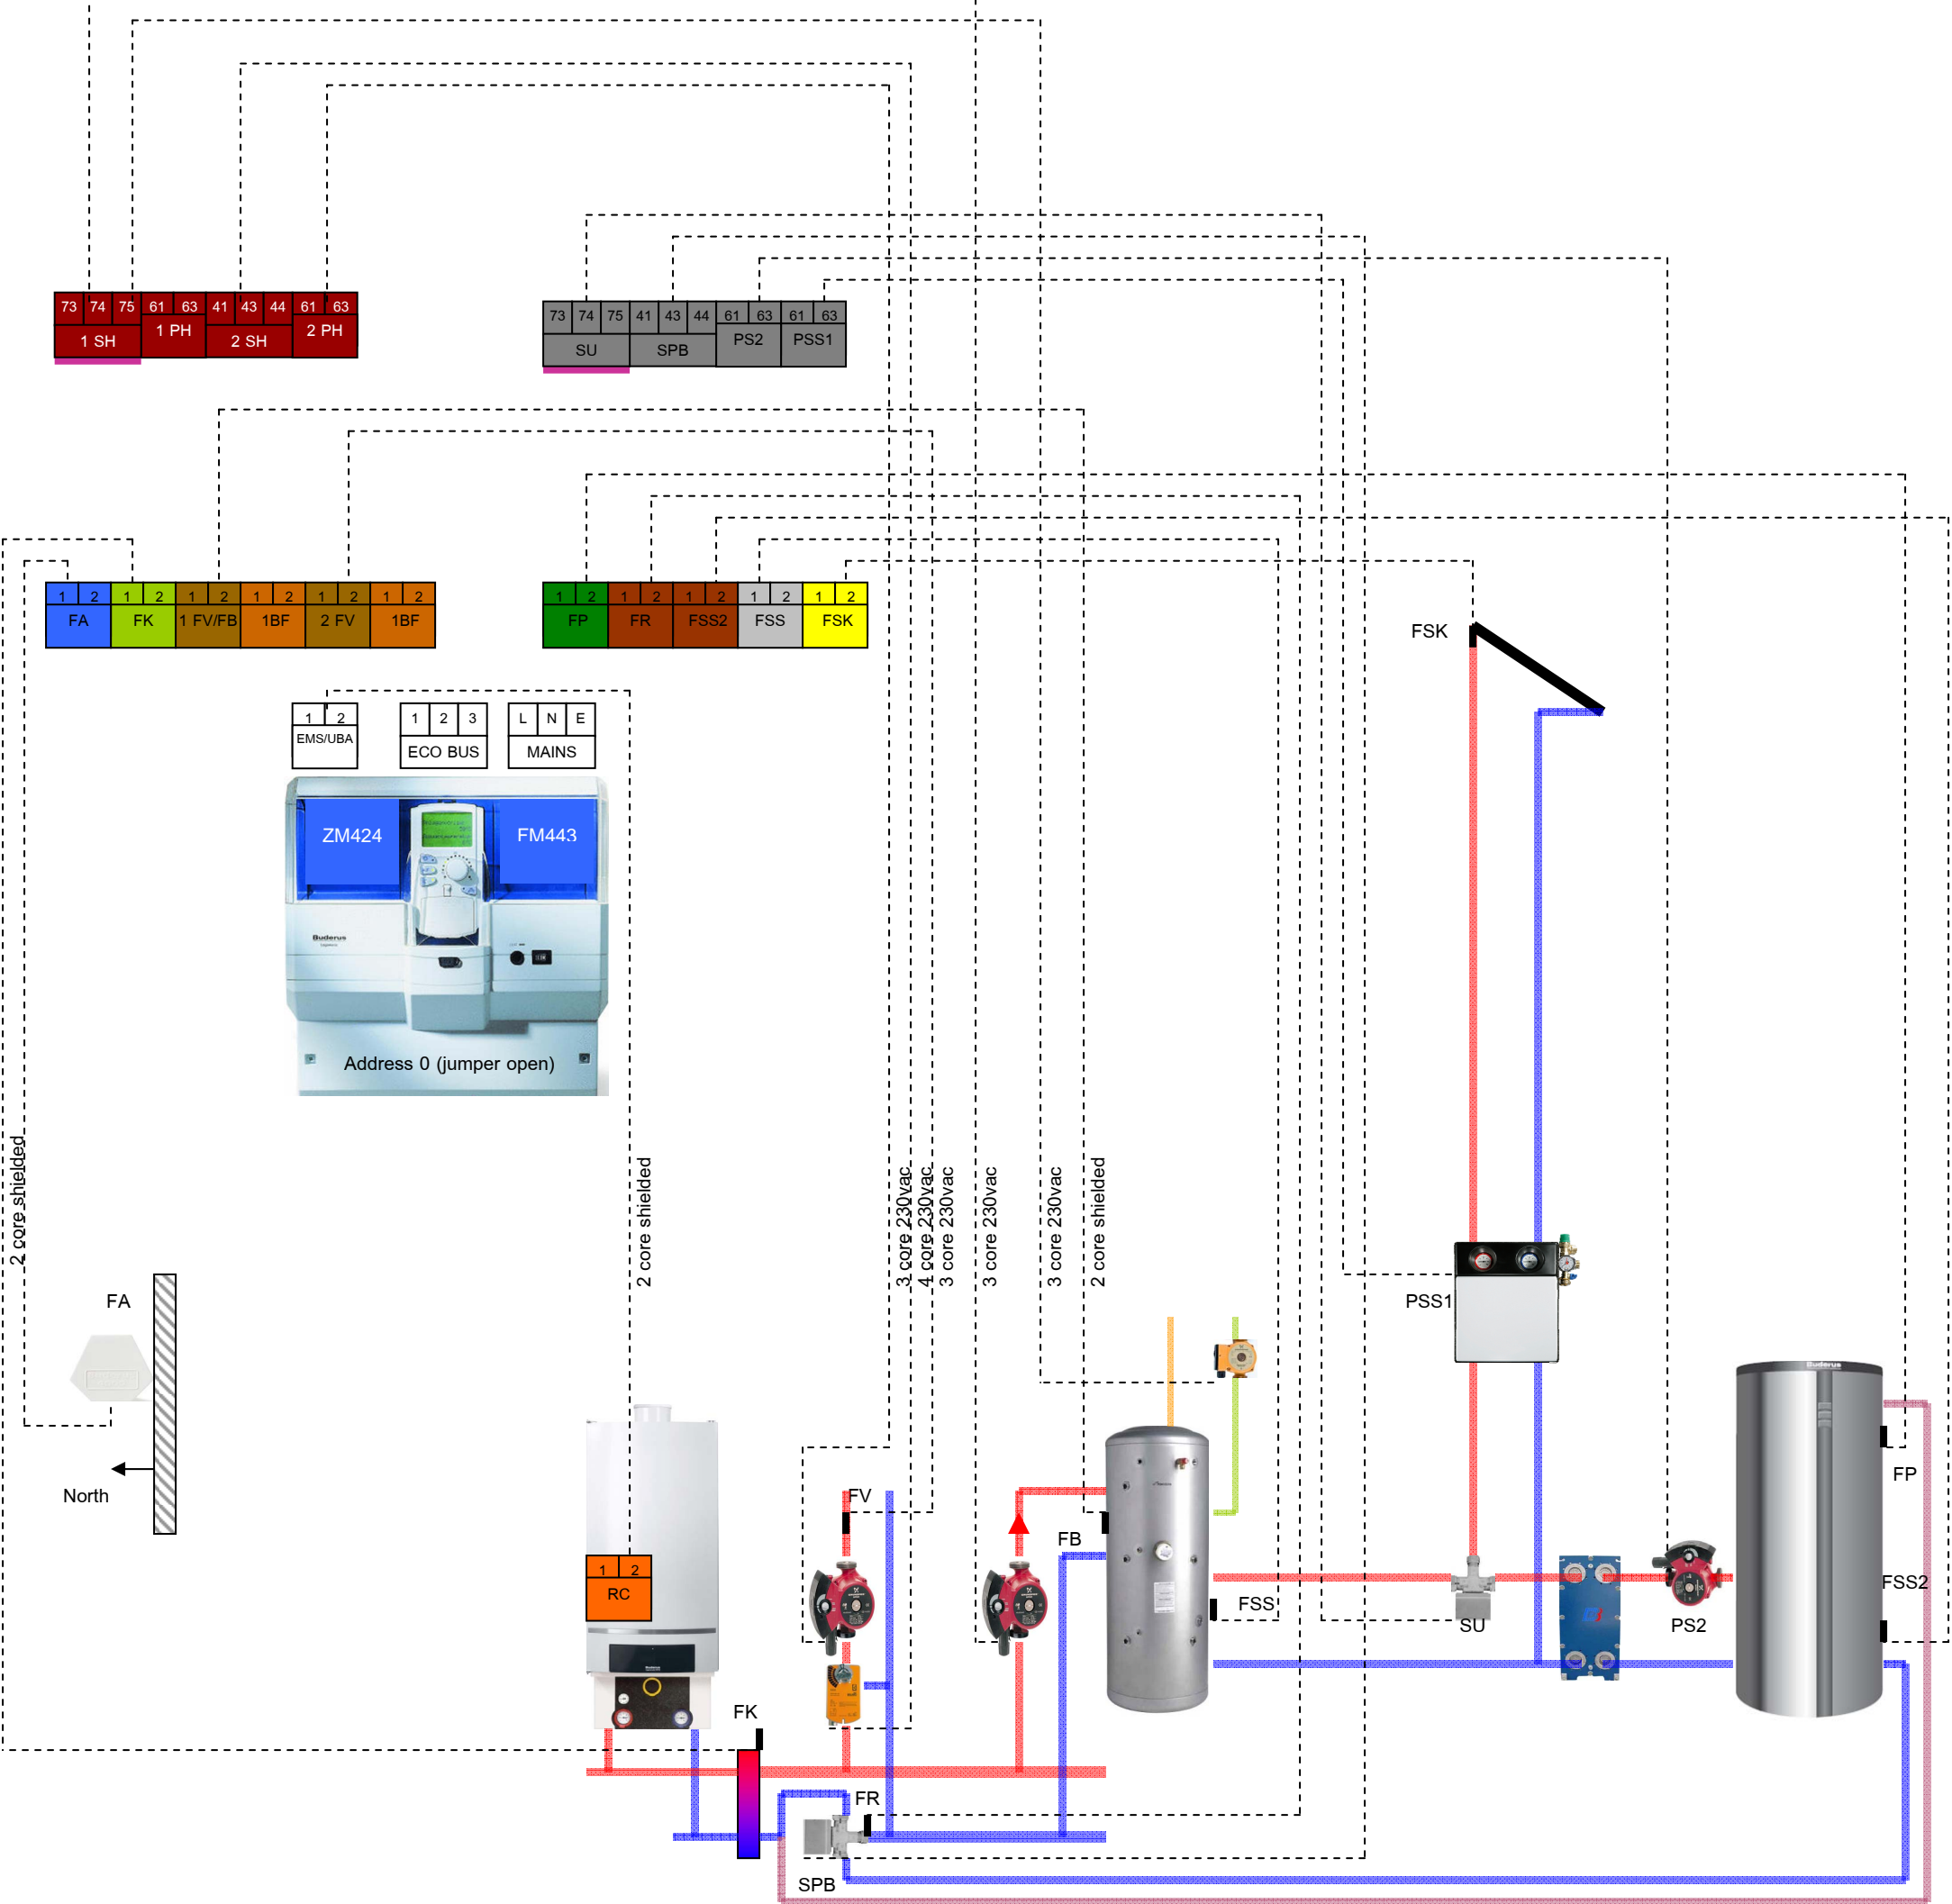 73 74 75 61 63 41 43 44 61 63
1 SH 1 PH 2 SH 2 PH
73 74 75 41 43 44 61 63 61 63
SU SPB PS2 PSS1
1 2 1 2 1 2 1 2 1 2 1 2
FA FK 1 FV/FB 1BF 2 FV 1BF
1 2 1 2 1 2 1 2 1 2
FP FR FSS2 FSS FSK
FSK
1 2
EMS/UBA
1 2 3
ECO BUS
L N E
MAINS
ZM424
FM443
Buderus
Address 0 (jumper open)
2 core shielded
2 core shielded
3 core 230vac
4 core 230vac
3 core 230vac
3 core 230vac
3 core 230vac
2 core shielded
FA
North
PSS1
Buderus
FV
FB
FP
1 2
RC
FSS
SU
PS2
FSS2
Buderus
FK
FR
SPB